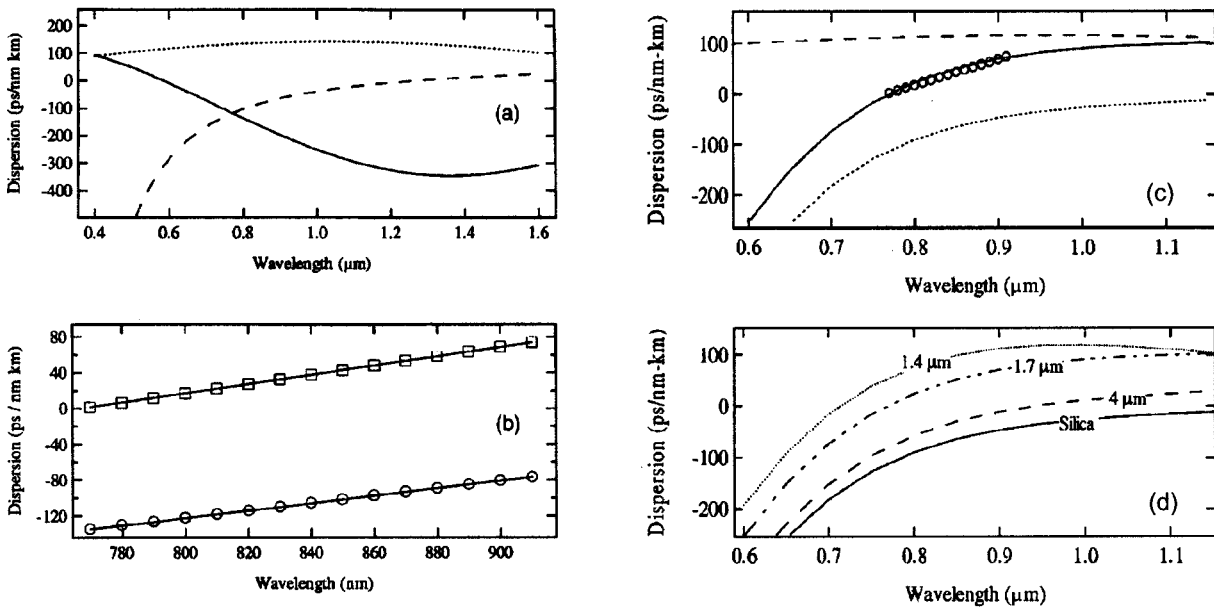 Dispersion (ps/nm km)
200
100
0
-100
-200
-300
-400
(a)
0.4
0.6
0.8
1.0
1.2
1.4
1.6
Wavelength (μm)
Dispersion (ps / nm km)
80
40
0
-40
-80
-120
(b)
780
800
820
840
860
880
900
Wavelength (nm)
Dispersion (ps/nm-km)
100
0
-100
-200
(c)
0.6
0.7
0.8
0.9
1.0
1.1
Wavelength (μm)
Dispersion (ps/nm-km)
100
0
-100
-200
1.4 μm
1.7 μm
4 μm
Silica
(d)
0.6
0.7
0.8
0.9
1.0
1.1
Wavelength (μm)